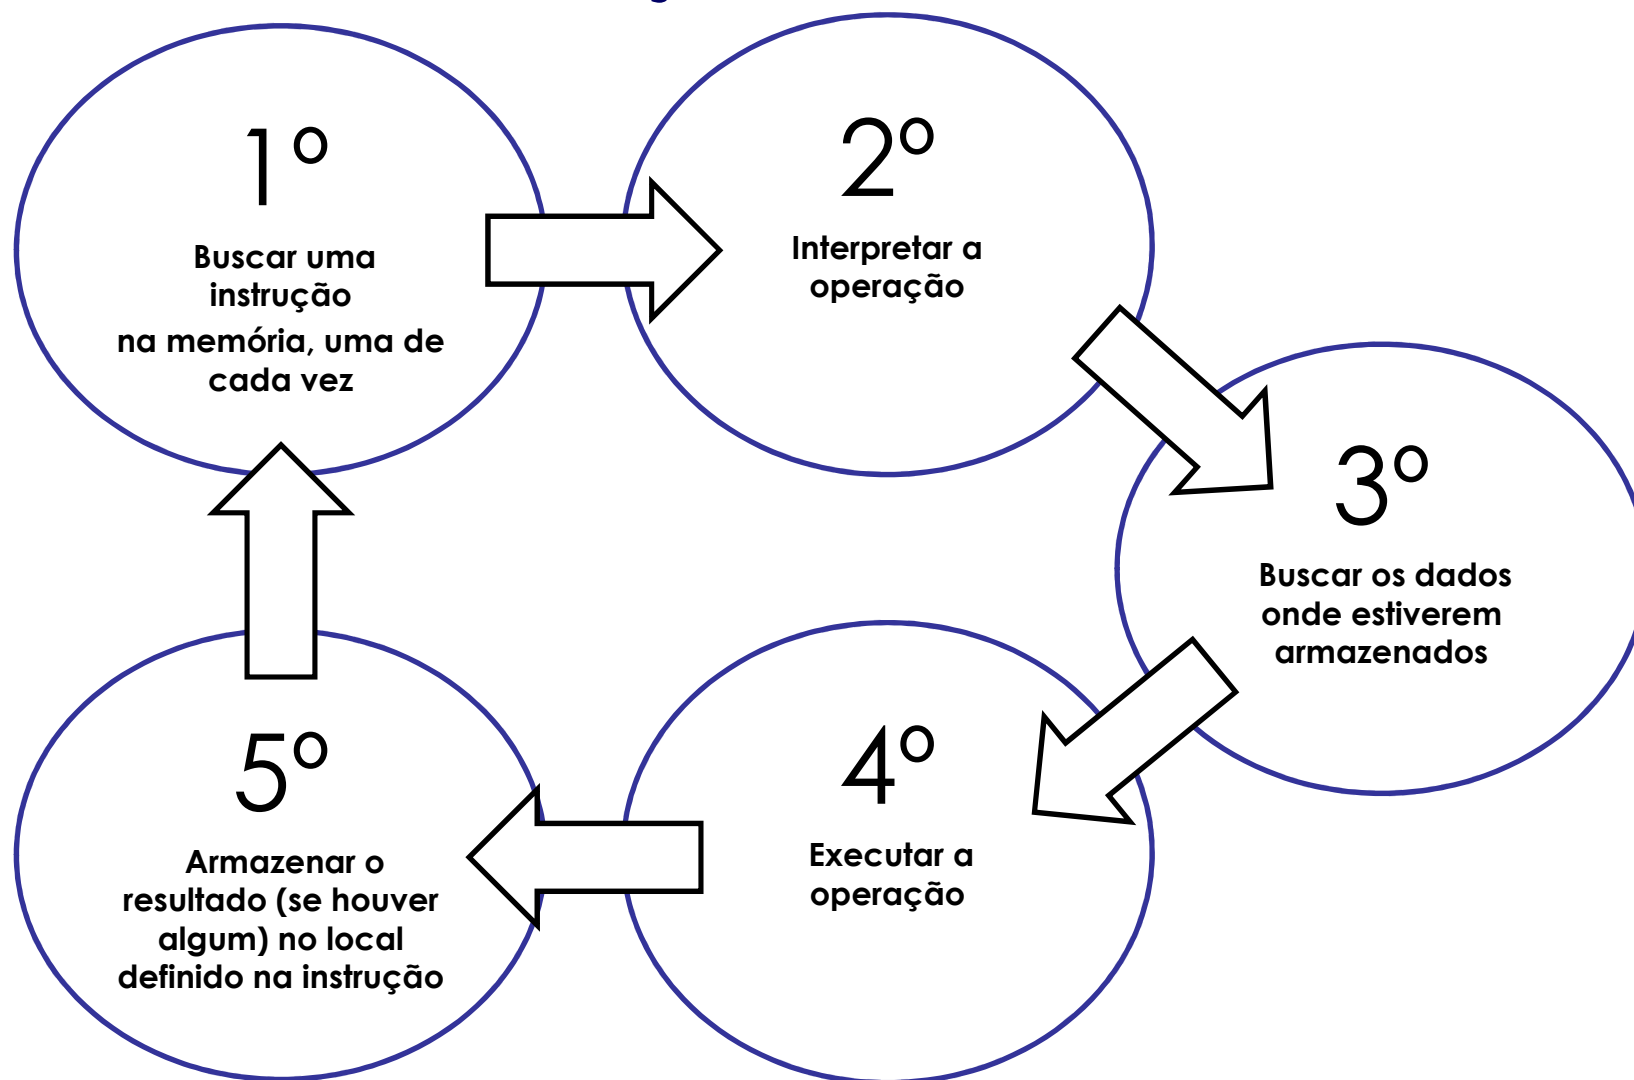 1º
Buscar uma
instrução
na memória, uma de
cada vez
2º
Interpretar a
operação
3º
Buscar os dados
onde estiverem
armazenados
4º
Executar a
operação
5º
Armazenar o
resultado (se houver
algum) no local
definido na instrução